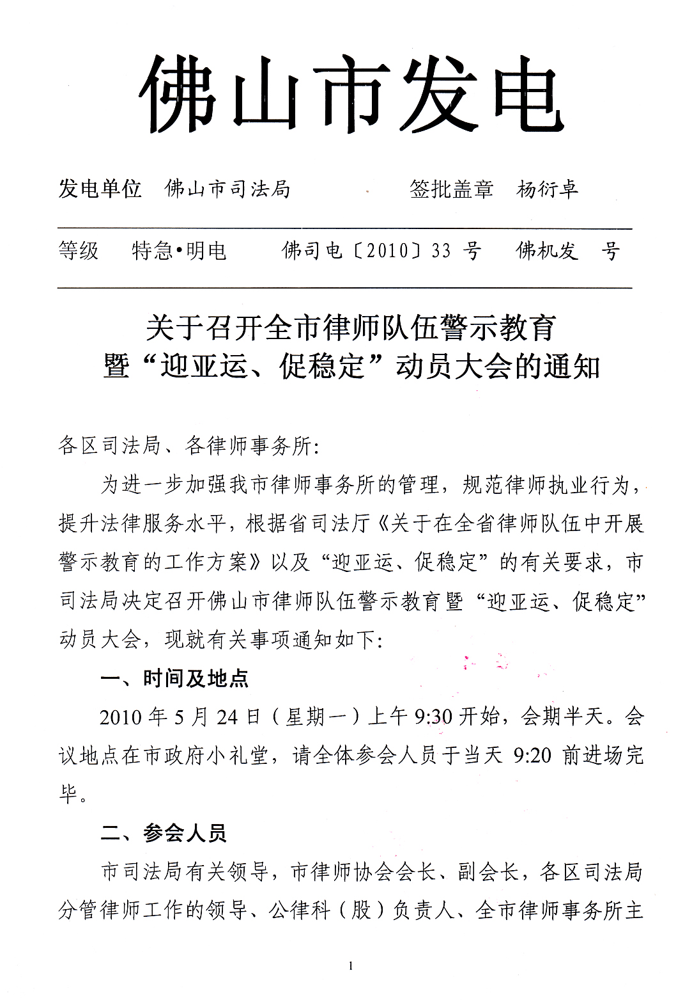 佛山市发电
发电单位 佛山市司法局 签批盖章 杨衍卓
等级 特急·明电 佛司电〔2010〕33 号 佛机发 号
关于召开全市律师队伍警示教育
暨“迎亚运、促稳定”动员大会的通知
各区司法局、各律师事务所：
为进一步加强我市律师事务所的管理，规范律师执业行为，
提升法律服务水平，根据省司法厅《关于在全省律师队伍中开展
警示教育的工作方案》以及“迎亚运、促稳定”的有关要求，市
司法局决定召开佛山市律师队伍警示教育暨“迎亚运、促稳定”
动员大会，现就有关事项通知如下：
一、时间及地点
2010 年 5 月 24 日（星期一）上午 9:30 开始，会期半天。会
议地点在市政府小礼堂，请全体参会人员于当天 9:20 前进场完
毕。
二、参会人员
市司法局有关领导，市律师协会会长、副会长，各区司法局
分管律师工作的领导、公律科（股）负责人、全市律师事务所主
1